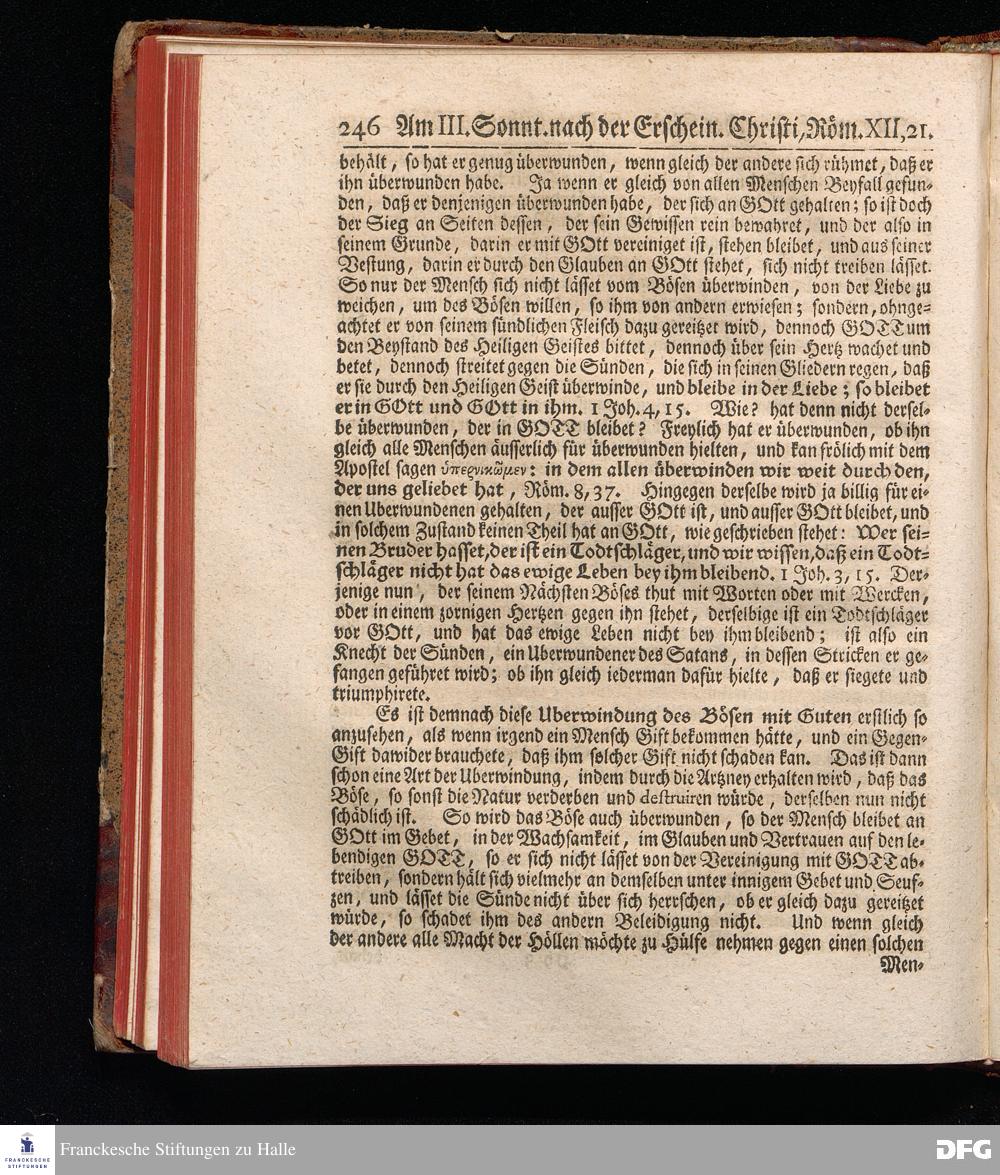 246 Am III. Sonnt. nach der Erschein. Christi, Röm. XII, 21.
behält, so hat er genug überwunden, wenn gleich der andere sich rühmet, daß er
ihn überwunden habe. Ja wenn er gleich von allen Menschen Beyfall gefun-
den, daß er denjenigen überwunden habe, der sich an GOtt gehalten; so ist doch
der Sieg an Seiten dessen, der sein Gewissen rein bewahret, und der also in
seinem Grunde, darin er mit GOtt vereiniget ist, stehen bleibet, und aus seiner
Vestung, darin er durch den Glauben an GOtt stehet, sich nicht treiben lässet.
So nur der Mensch sich nicht lässet vom Bösen überwinden, von der Liebe zu
weichen, um des Bösen willen, so ihm von andern erwiesen; sondern, ohnge-
achtet er von seinem sündlichen Fleisch dazu gereitzet wird, dennoch GOTT um
den Beystand des Heiligen Geistes bittet, dennoch über sein Hertz wachet und
betet, dennoch streitet gegen die Sünden, die sich in seinen Gliedern regen, daß
er sie durch den Heiligen Geist überwinde, und bleibe in der Liebe; so bleibet
er in GOtt und GOtt in ihm. 1 Joh. 4, 15. Wie? hat denn nicht dersel-
be überwunden, der in GOTT bleibet? Freylich hat er überwunden, ob ihn
gleich alle Menschen äusserlich für überwunden hielten, und kan frölich mit dem
Apostel sagen ὑπερνικῶμεν: in dem allen überwinden wir weit durch den,
der uns geliebet hat, Röm. 8, 37. Hingegen derselbe wird ja billig für ei-
nen Uberwundenen gehalten, der ausser GOtt ist, und ausser GOtt bleibet, und
in solchem Zustand keinen Theil hat an GOtt, wie geschrieben stehet: Wer sei-
nen Bruder hasset, der ist ein Todtschläger, und wir wissen, daß ein Todt-
schläger nicht hat das ewige Leben bey ihm bleibend. 1 Joh. 3, 15. Der-
jenige nun, der seinem Nächsten Böses thut mit Worten oder mit Wercken,
oder in einem zornigen Hertzen gegen ihn stehet, derselbige ist ein Todtschläger
vor GOtt, und hat das ewige Leben nicht bey ihm bleibend; ist also ein
Knecht der Sünden, ein Uberwundener des Satans, in dessen Stricken er ge-
fangen geführet wird; ob ihn gleich iederman dafür hielte, daß er siegete und
triumphirete.
Es ist demnach diese Uberwindung des Bösen mit Guten erstlich so
anzusehen, als wenn irgend ein Mensch Gift bekommen hätte, und ein Gegen-
Gift dawider brauchete, daß ihm solcher Gift nicht schaden kan. Das ist dann
schon eine Art der Uberwindung, indem durch die Artzney erhalten wird, daß das
Böse, so sonst die Natur verderben und destruiren würde, derselben nun nicht
schädlich ist. So wird das Böse auch überwunden, so der Mensch bleibet an
GOtt im Gebet, in der Wachsamkeit, im Glauben und Vertrauen auf den le-
bendigen GOTT, so er sich nicht lässet von der Vereinigung mit GOTT ab-
treiben, sondern hält sich vielmehr an demselben unter innigem Gebet und Seuf-
zen, und lässet die Sünde nicht über sich herrschen, ob er gleich dazu gereitzet
würde, so schadet ihm des andern Beleidigung nicht. Und wenn gleich
der andere alle Macht der Höllen möchte zu Hülfe nehmen gegen einen solchen
Men-
FRANCKESCHE
STIFTUNGEN
Franckesche Stiftungen zu Halle
DFG